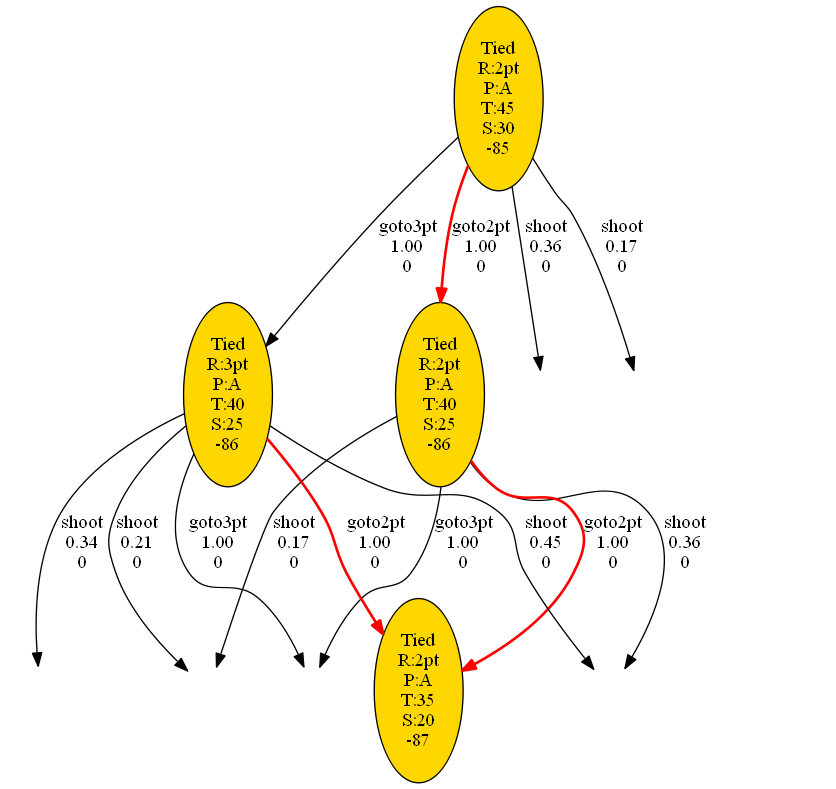 Tied
R:2pt
P:A
T:45
S:30
-85
goto3pt
1.00
0
goto2pt
1.00
0
shoot
0.36
0
shoot
0.17
0
Tied
R:3pt
P:A
T:40
S:25
-86
Tied
R:2pt
P:A
T:40
S:25
-86
shoot
0.34
0
shoot
0.21
0
goto3pt
1.00
0
shoot
0.17
0
goto2pt
1.00
0
goto3pt
1.00
0
shoot
0.45
0
goto2pt
1.00
0
shoot
0.36
0
Tied
R:2pt
P:A
T:35
S:20
-87